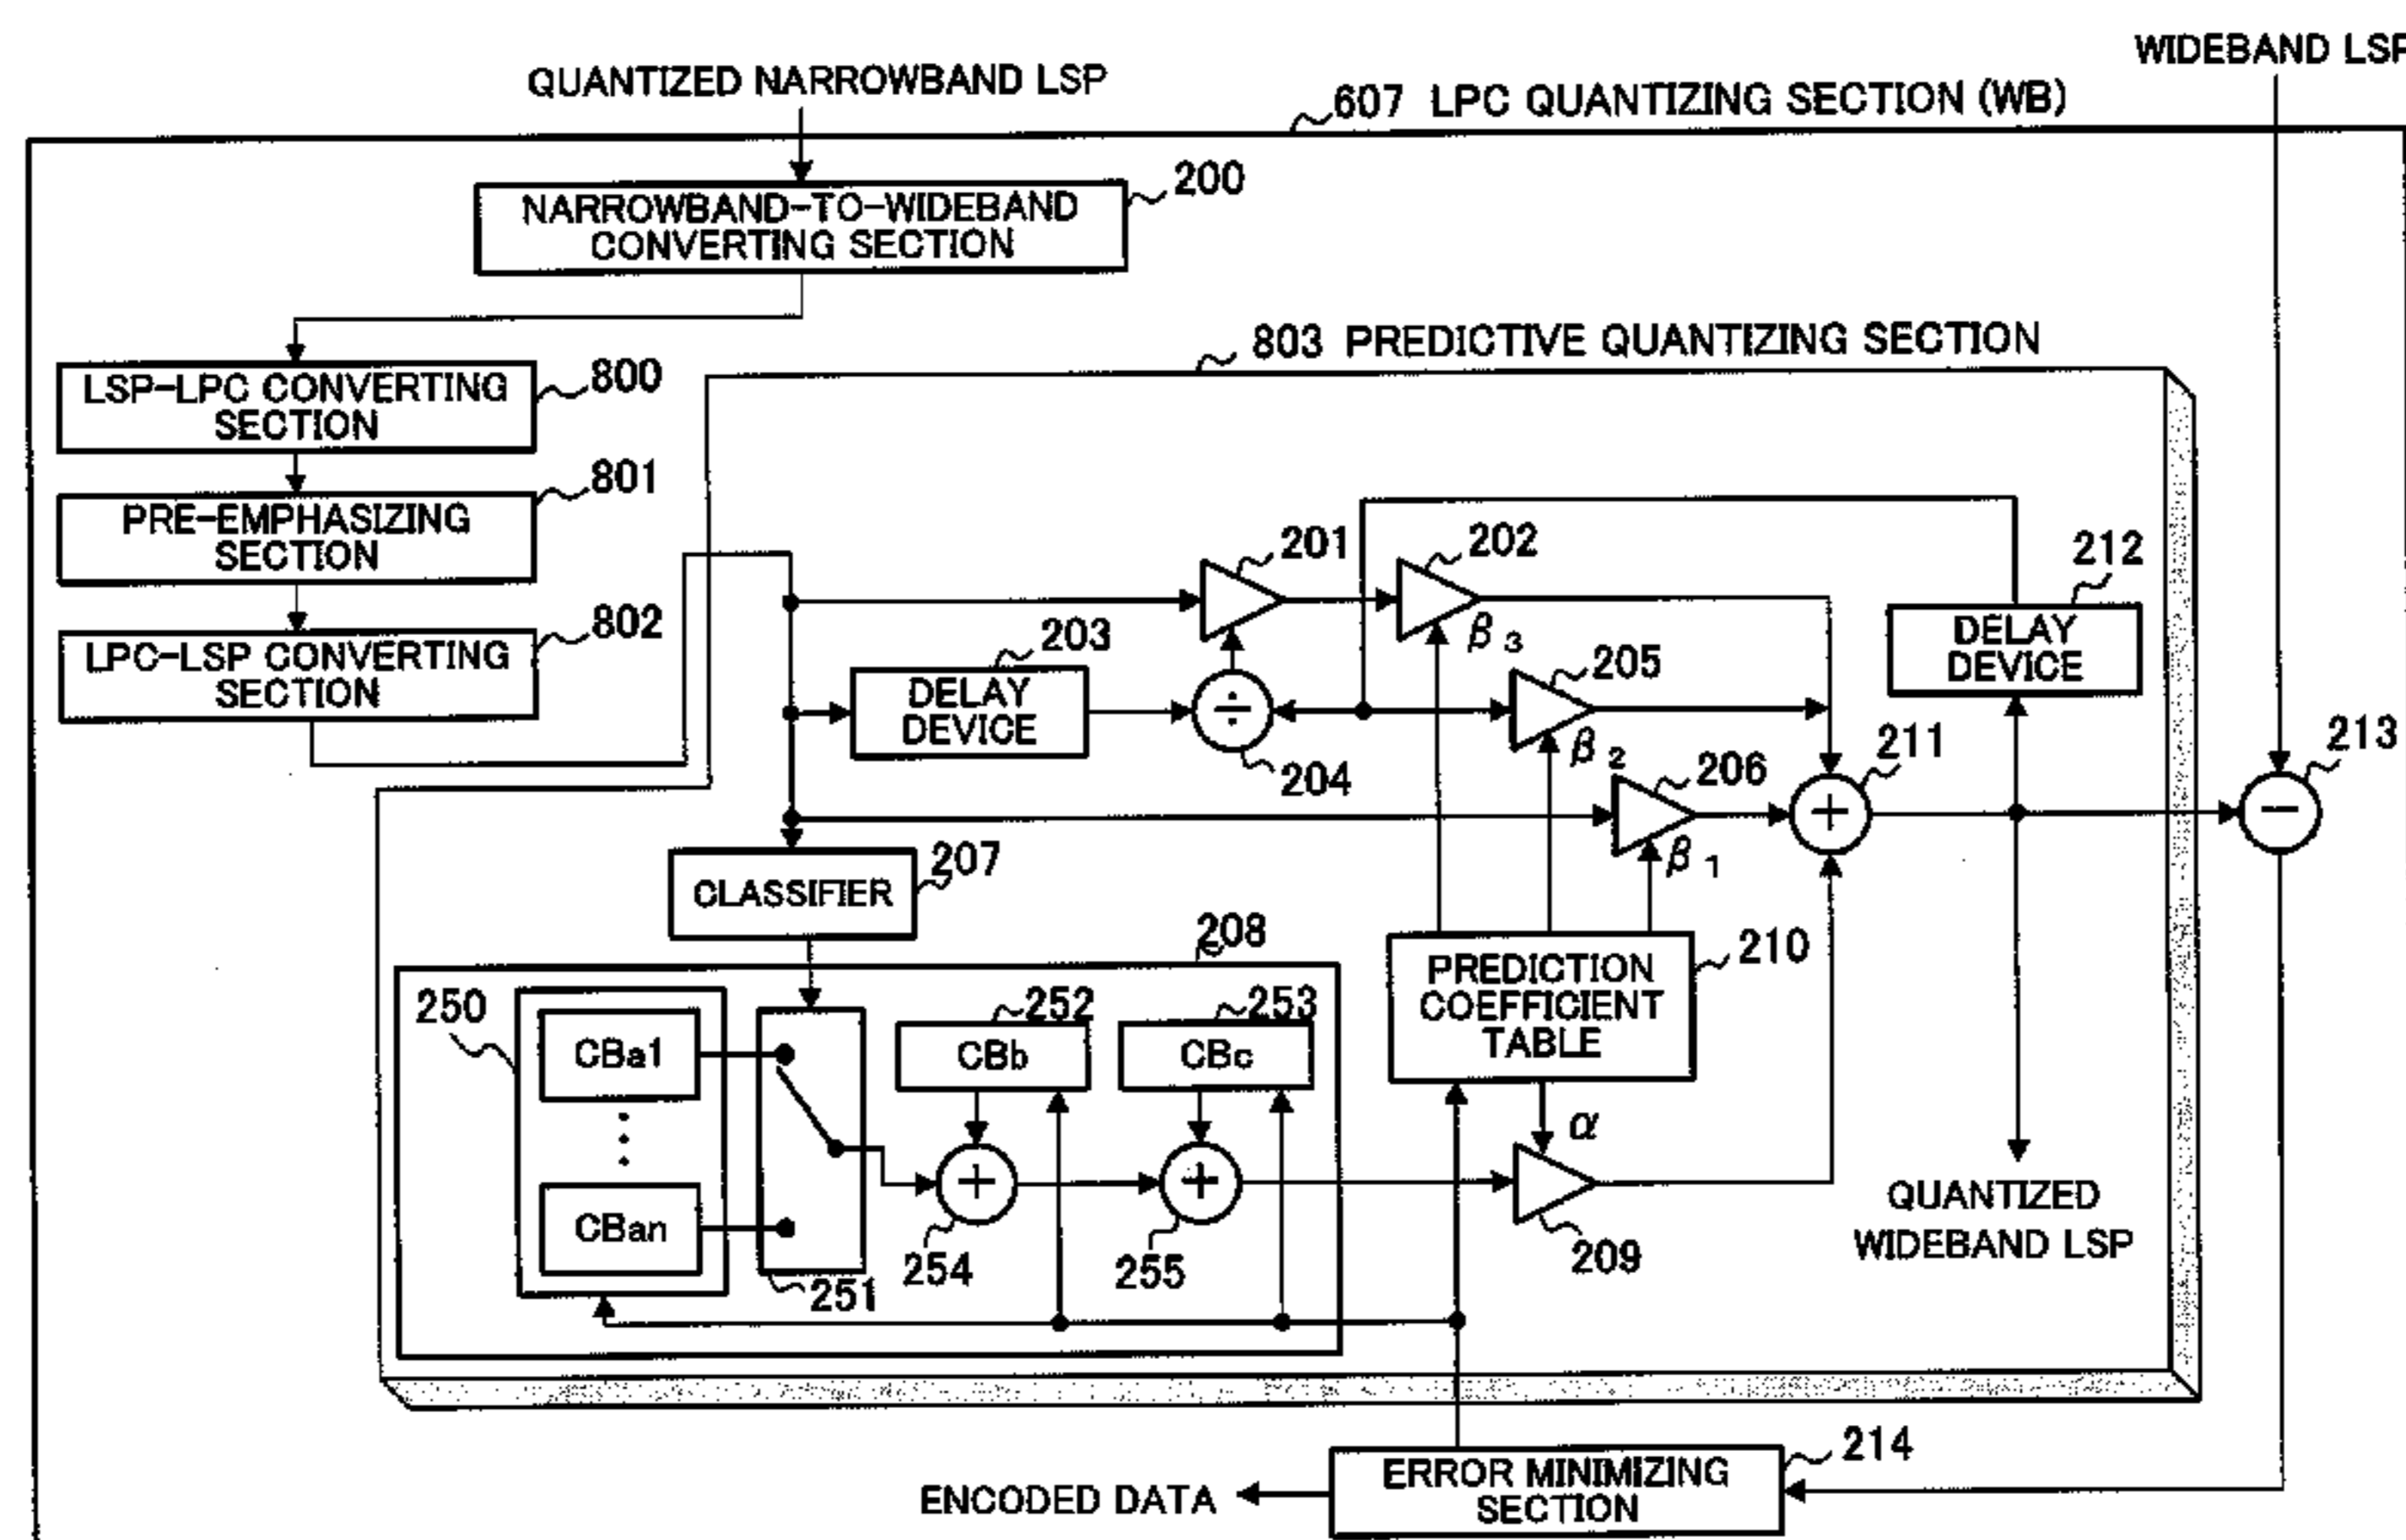 WIDEBAND LSP
QUANTIZED NARROWBAND LSP
607 LPC QUANTIZING SECTION (WB)
200
NARROWBAND-TO-WIDEBAND
CONVERTING SECTION
803 PREDICTIVE QUANTIZING SECTION
800
LSP-LPC CONVERTING
SECTION
801
PRE-EMPHASIZING
SECTION
802
LPC-LSP CONVERTING
SECTION
201
202
β3
212
DELAY
DEVICE
203
DELAY
DEVICE
÷
204
205
β2
206
β1
211
+
213
−
207
CLASSIFIER
208
210
PREDICTION
COEFFICIENT
TABLE
250
CBa1
CBan
251
252
CBb
253
CBc
+
254
+
255
α
209
QUANTIZED
WIDEBAND LSP
214
ERROR MINIMIZING
SECTION
ENCODED DATA